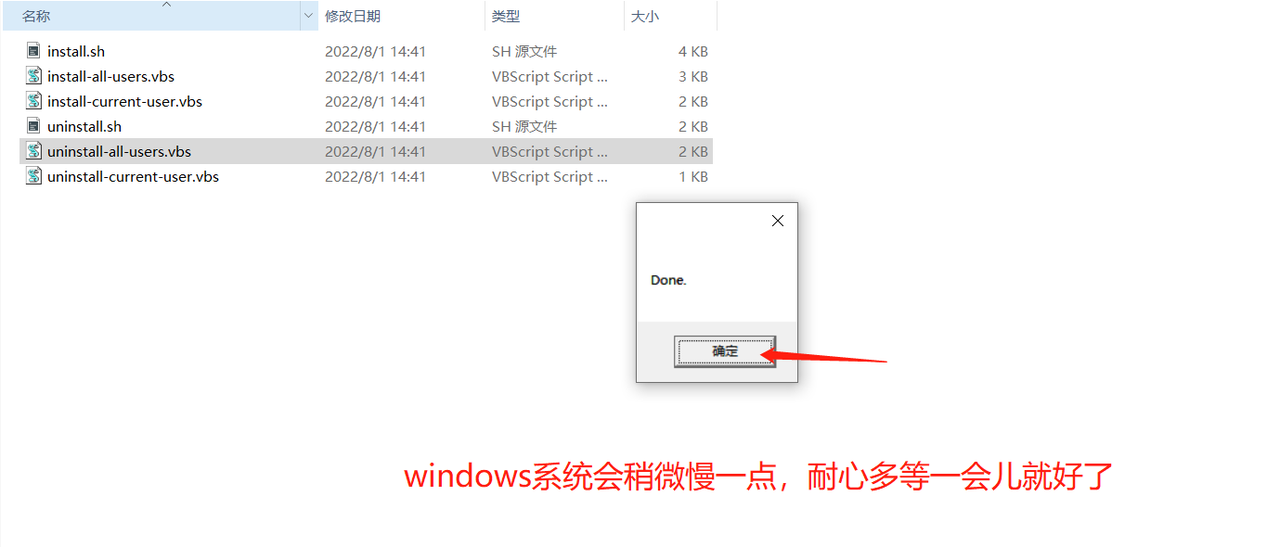 名称 修改日期 类型 大小
install.sh 2022/8/1 14:41 SH 源文件 4 KB
install-all-users.vbs 2022/8/1 14:41 VBScript Script ... 3 KB
install-current-user.vbs 2022/8/1 14:41 VBScript Script ... 2 KB
uninstall.sh 2022/8/1 14:41 SH 源文件 2 KB
uninstall-all-users.vbs 2022/8/1 14:41 VBScript Script ... 2 KB
uninstall-current-user.vbs 2022/8/1 14:41 VBScript Script ... 1 KB
Done.
确定
windows系统会稍微慢一点，耐心多等一会儿就好了